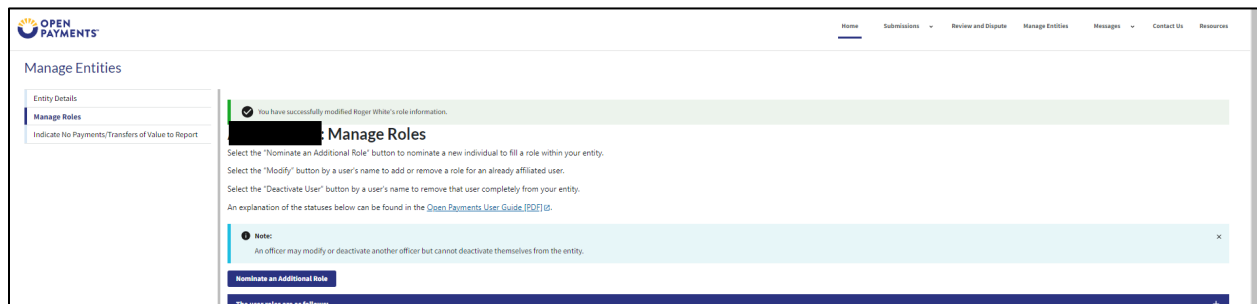 OPEN
PAYMENTS
Home Submissions Review and Dispute Manage Entities Messages Contact Us Resources
Manage Entities
Entity Details
Manage Roles
Indicate No Payments/Transfers of Value to Report
You have successfully modified Roger White's role information.
: Manage Roles
Select the "Nominate an Additional Role" button to nominate a new individual to fill a role within your entity.
Select the "Modify" button by a user's name to add or remove a role for an already affiliated user.
Select the "Deactivate User" button by a user's name to remove that user completely from your entity.
An explanation of the statuses below can be found in the Open Payments User Guide [PDF].
Note:
An officer may modify or deactivate another officer but cannot deactivate themselves from the entity.
Nominate an Additional Role
The user roles are as follows: